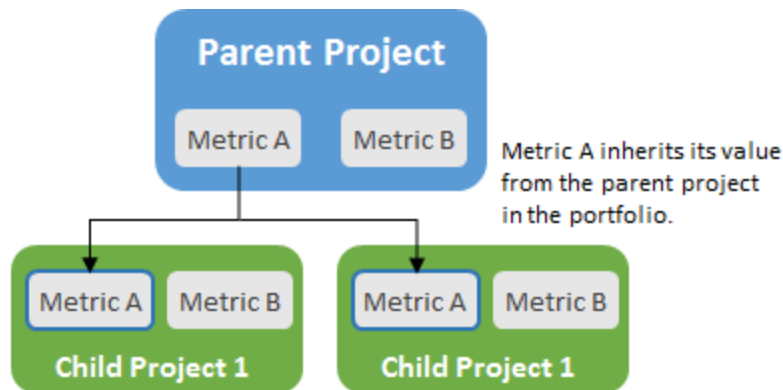 Parent Project
Metric A
Metric B
Metric A inherits its value
from the parent project
in the portfolio.
Metric A
Metric B
Child Project 1
Metric A
Metric B
Child Project 1